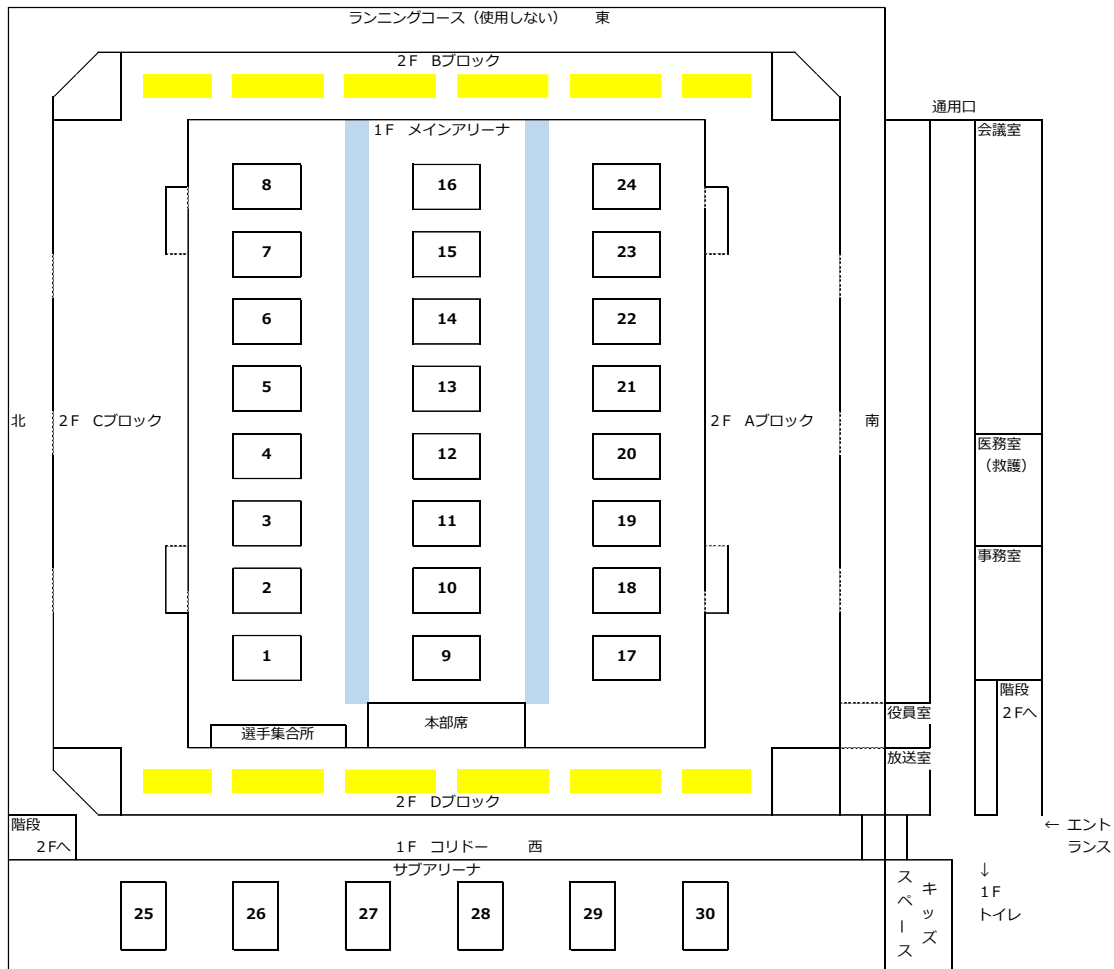 ランニングコース（使用しない）　東
2F　Bブロック
通用口
1F　メインアリーナ
会議室
8
16
24
7
15
23
6
14
22
5
13
21
北
2F　Cブロック
2F　Aブロック
南
4
12
20
医務室
（救護）
3
11
19
事務室
2
10
18
1
9
17
階段
2Fへ
役員室
本部席
選手集合所
放送室
2F　Dブロック
階段
2Fへ
← エント
ランス
1F　コリドー　西
サブアリーナ
キッズ
スペース
↓
1F
トイレ
25
26
27
28
29
30